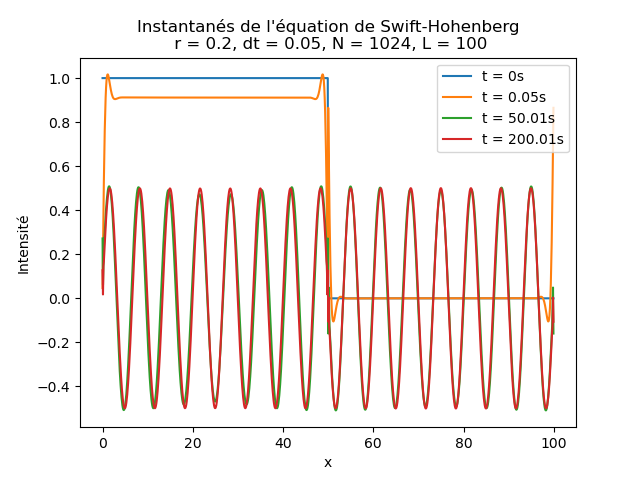 Instantanés de l'équation de Swift-Hohenberg
r = 0.2, dt = 0.05, N = 1024, L = 100
t = 0s
t = 0.05s
t = 50.01s
t = 200.01s
Intensité
1.0
0.8
0.6
0.4
0.2
0.0
−0.2
−0.4
0 20 40 60 80 100
x